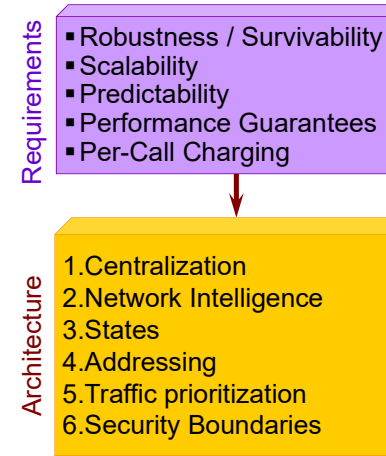 Requirements
▪ Robustness / Survivability
▪ Scalability
▪ Predictability
▪ Performance Guarantees
▪ Per-Call Charging
Architecture
1.Centralization
2.Network Intelligence
3.States
4.Addressing
5.Traffic prioritization
6.Security Boundaries